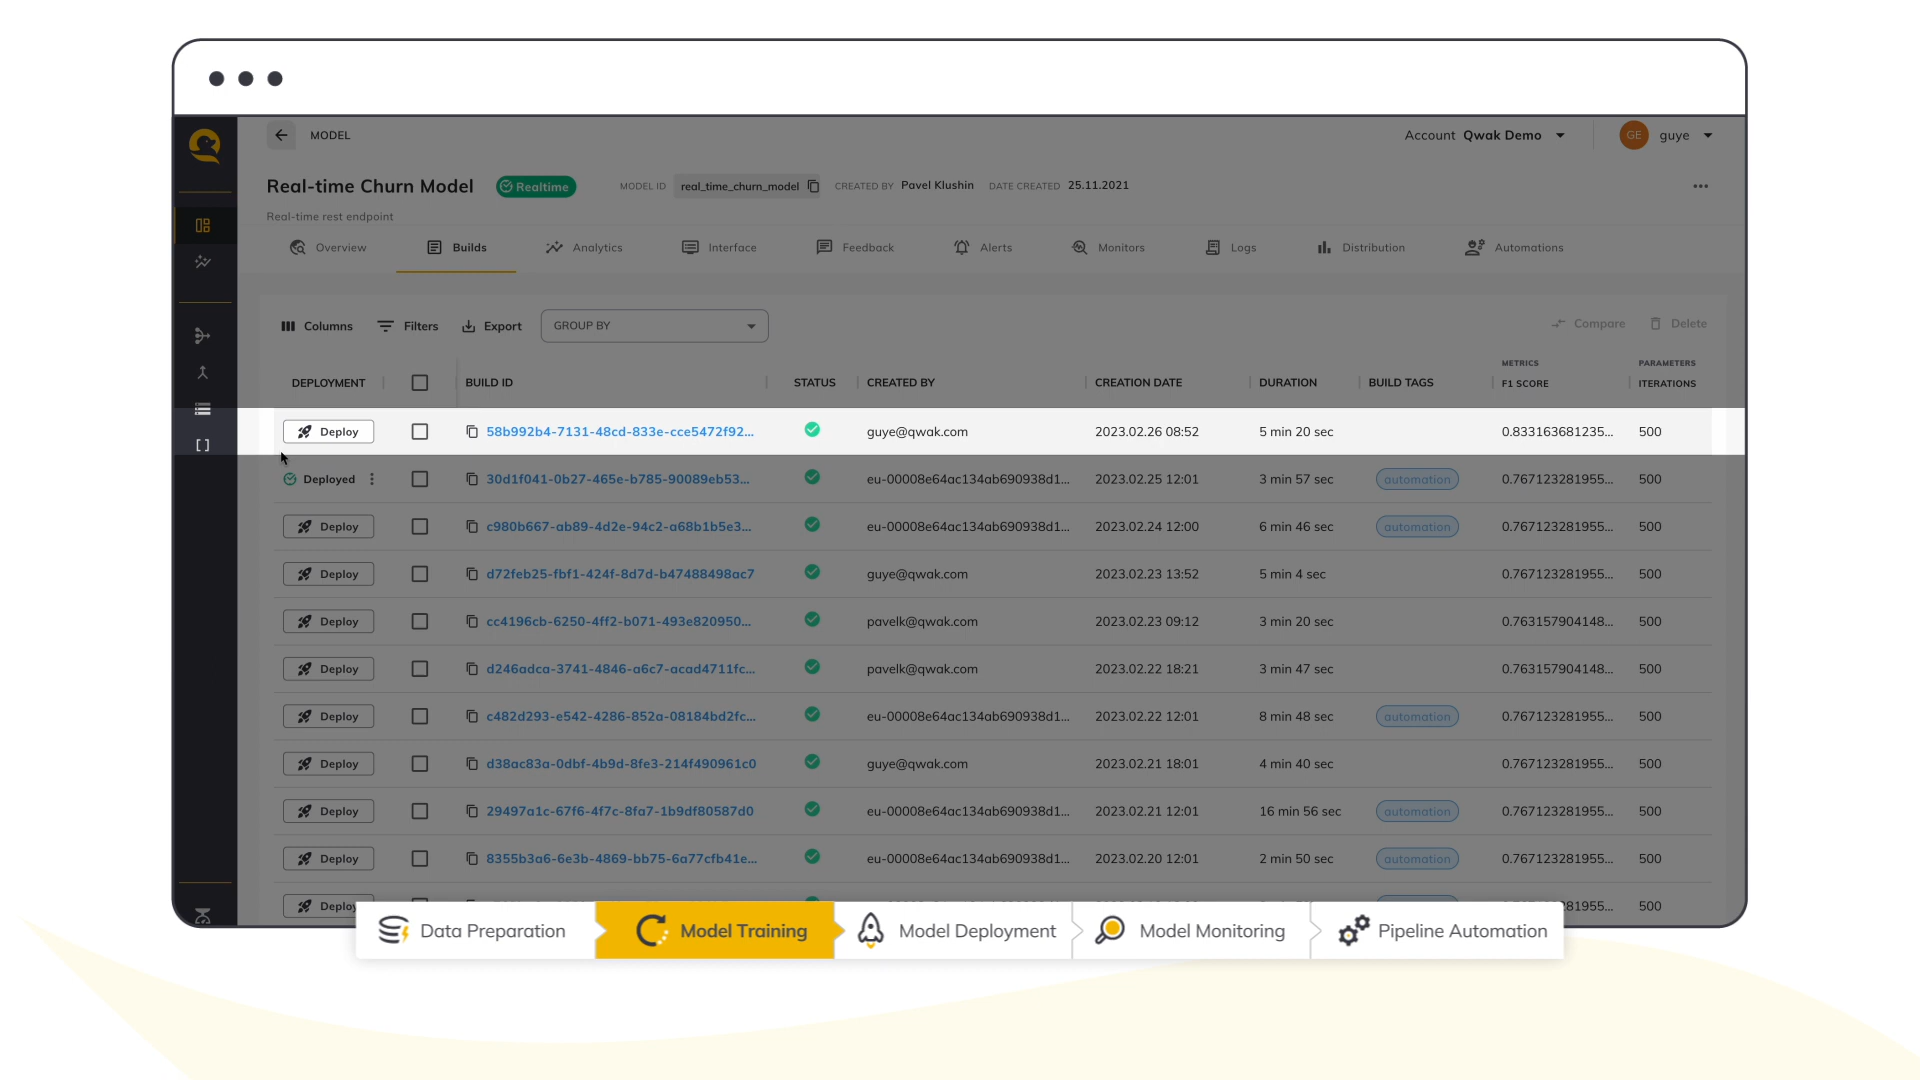 MODEL
Account Qwak Demo
GE guye
Real-time Churn Model Realtime MODEL ID real_time_churn_model CREATED BY Pavel Klushin DATE CREATED 25.11.2021
Real-time rest endpoint
Overview Builds Analytics Interface Feedback Alerts Monitors Logs Distribution Automations
Columns Filters Export GROUP BY Compare Delete
METRICS PARAMETERS
DEPLOYMENT BUILD ID STATUS CREATED BY CREATION DATE DURATION BUILD TAGS F1 SCORE ITERATIONS
Deploy 58b992b4-7131-48cd-833e-cce5472f92... guye@qwak.com 2023.02.26 08:52 5 min 20 sec 0.833163681235... 500
Deployed 30d1f041-0b27-465e-b785-90089eb53... eu-00008e64ac134ab690938d1... 2023.02.25 12:01 3 min 57 sec automation 0.767123281955... 500
Deploy c980b667-ab89-4d2e-94c2-a68b1b5e3... eu-00008e64ac134ab690938d1... 2023.02.24 12:00 6 min 46 sec automation 0.767123281955... 500
Deploy d72feb25-fbf1-424f-8d7d-b47488498ac7 guye@qwak.com 2023.02.23 13:52 5 min 4 sec 0.767123281955... 500
Deploy cc4196cb-6250-4ff2-b071-493e820950... pavelk@qwak.com 2023.02.23 09:12 3 min 20 sec 0.763157904148... 500
Deploy d246adca-3741-4846-a6c7-acad4711fc... pavelk@qwak.com 2023.02.22 18:21 3 min 47 sec 0.763157904148... 500
Deploy c482d293-e542-4286-852a-08184bd2fc... eu-00008e64ac134ab690938d1... 2023.02.22 12:01 8 min 48 sec automation 0.767123281955... 500
Deploy d38ac83a-0dbf-4b9d-8fe3-214f490961c0 guye@qwak.com 2023.02.21 18:01 4 min 40 sec 0.767123281955... 500
Deploy 29497a1c-67f6-4f7c-8fa7-1b9df80587d0 eu-00008e64ac134ab690938d1... 2023.02.21 12:01 16 min 56 sec automation 0.767123281955... 500
Deploy 8355b3a6-6e3b-4869-bb75-6a77cfb41e... eu-00008e64ac134ab690938d1... 2023.02.20 12:01 2 min 50 sec automation 0.767123281955... 500
Deploy 500
Data Preparation Model Training Model Deployment Model Monitoring Pipeline Automation